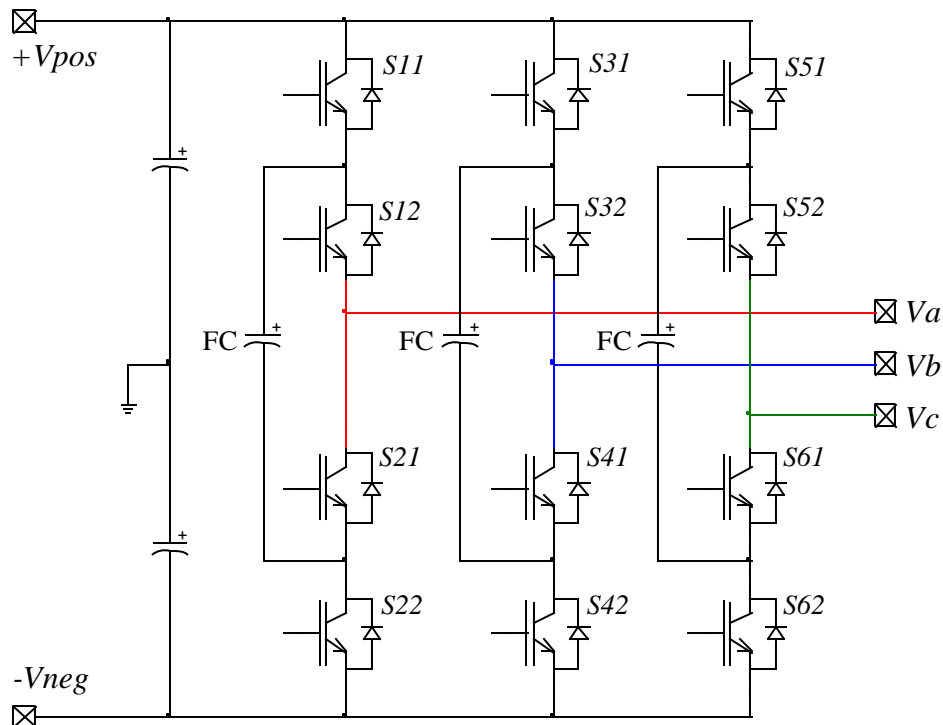 +Vpos
S11
S31
S51
+
S12
S32
S52
Va
FC
+
FC
+
FC
+
Vb
Vc
S21
S41
S61
+
S22
S42
S62
-Vneg